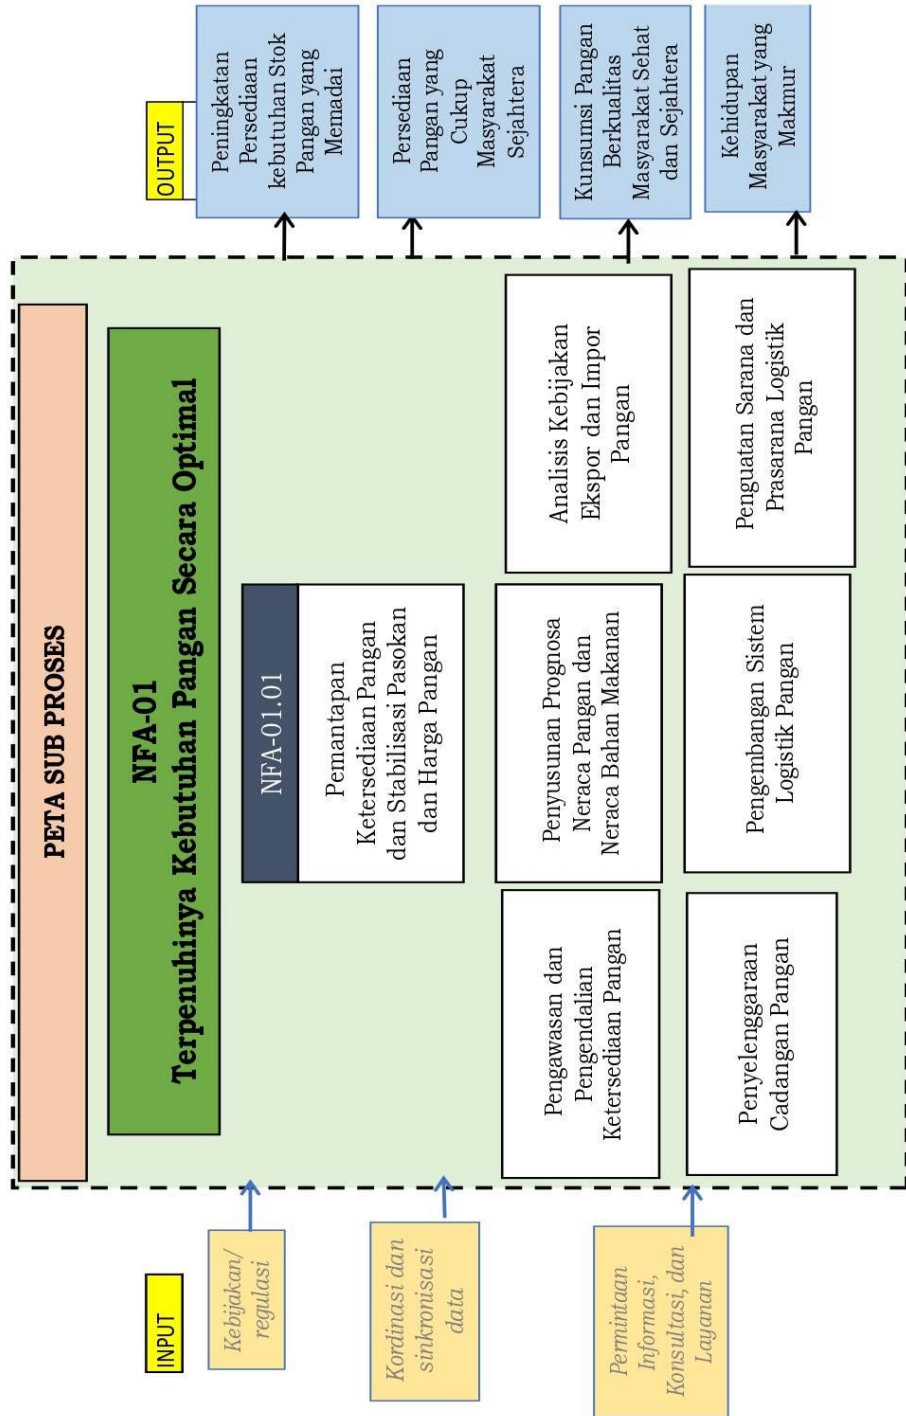 PETA SUB PROSES
NFA-01
Terpenuhinya Kebutuhan Pangan Secara Optimal
NFA-01.01
Pemantapan
Ketersediaan Pangan
dan Stabilisasi Pasokan
dan Harga Pangan
Pengawasan dan
Pengendalian
Ketersediaan Pangan
Penyusunan Prognosa
Neraca Pangan dan
Neraca Bahan Makanan
Analisis Kebijakan
Ekspor dan Impor
Pangan
Penyelenggaraan
Cadangan Pangan
Pengembangan Sistem
Logistik Pangan
Penguatan Sarana dan
Prasarana Logistik
Pangan
INPUT
Kebijakan/
regulasi
Kordinasi dan
sinkronisasi
data
Permintaan
Informasi,
Konsultasi, dan
Layanan
OUTPUT
Peningkatan
Persediaan
kebutuhan Stok
Pangan yang
Memadai
Persediaan
Pangan yang
Cukup
Masyarakat
Sejahtera
Kunsumsi Pangan
Berkualitas
Masyarakat Sehat
dan Sejahtera
Kehidupan
Masyarakat yang
Makmur